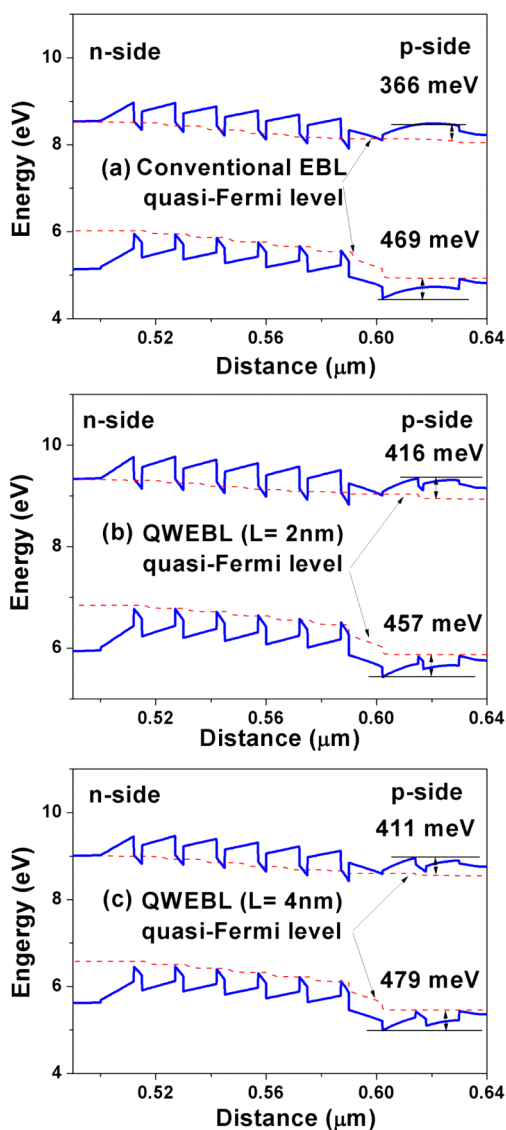 n-side
p-side
366 meV
(a) Conventional EBL
quasi-Fermi level
469 meV
Energy (eV)
10
8
6
4
0.52
0.56
0.60
0.64
Distance (μm)
n-side
p-side
416 meV
(b) QWEBL (L= 2nm)
quasi-Fermi level
457 meV
Energy (eV)
10
8
6
0.52
0.56
0.60
0.64
Distance (μm)
n-side
p-side
411 meV
(c) QWEBL (L= 4nm)
quasi-Fermi level
479 meV
Engergy (eV)
10
8
6
4
0.52
0.56
0.60
0.64
Distance (μm)